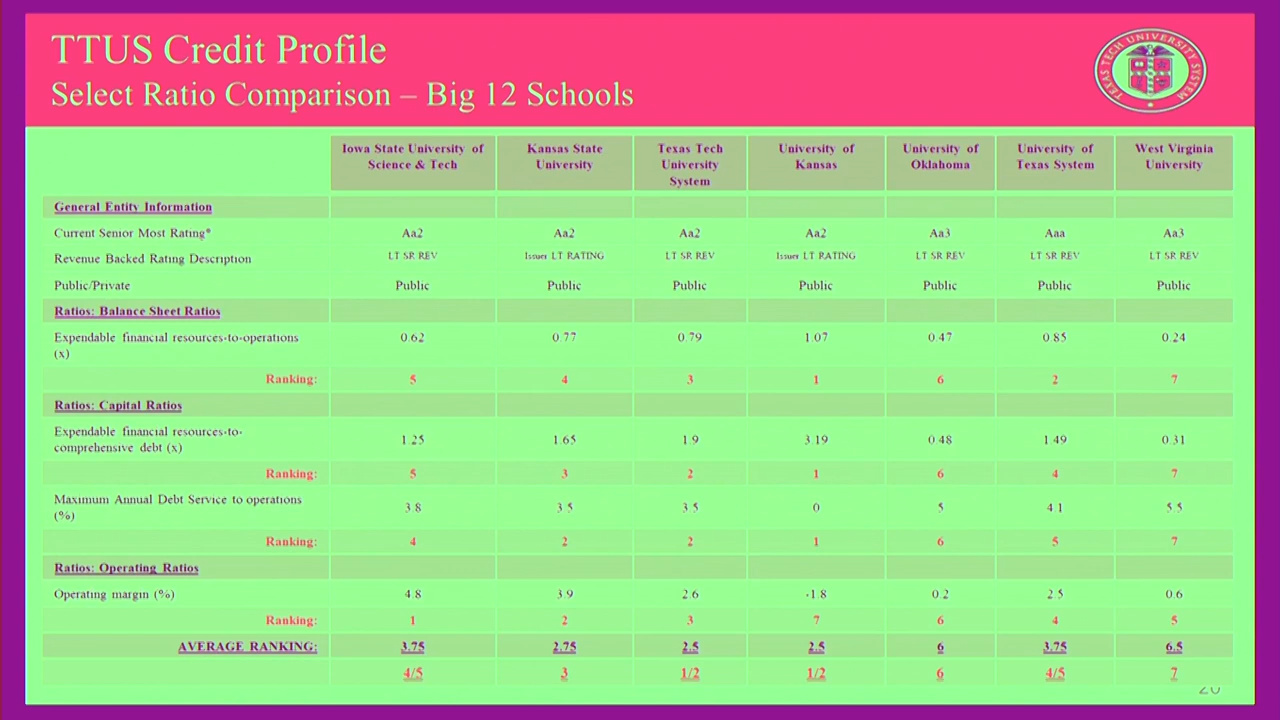 TTUS Credit Profile
Select Ratio Comparison – Big 12 Schools
TEXAS TECH UNIVERSITY SYSTEM
Iowa State University of Science & Tech Kansas State University Texas Tech University System University of Kansas University of Oklahoma University of Texas System West Virginia University
General Entity Information
Current Senior Most Rating* Aa2 Aa2 Aa2 Aa2 Aa3 Aaa Aa3
Revenue Backed Rating Description LT SR REV Issuer LT RATING LT SR REV Issuer LT RATING LT SR REV LT SR REV LT SR REV
Public/Private Public Public Public Public Public Public Public
Ratios: Balance Sheet Ratios
Expendable financial resources-to-operations (x) 0.62 0.77 0.79 1.07 0.47 0.85 0.24
Ranking: 5 4 3 1 6 2 7
Ratios: Capital Ratios
Expendable financial resources-to-comprehensive debt (x) 1.25 1.65 1.9 3.19 0.48 1.49 0.31
Ranking: 5 3 2 1 6 4 7
Maximum Annual Debt Service to operations (%) 3.8 3.5 3.5 0 5 4.1 5.5
Ranking: 4 2 2 1 6 5 7
Ratios: Operating Ratios
Operating margin (%) 4.8 3.9 2.6 -1.8 0.2 2.5 0.6
Ranking: 1 2 3 7 6 4 5
AVERAGE RANKING: 3.75 2.75 2.5 2.5 6 3.75 6.5
4/5 3 1/2 1/2 6 4/5 7